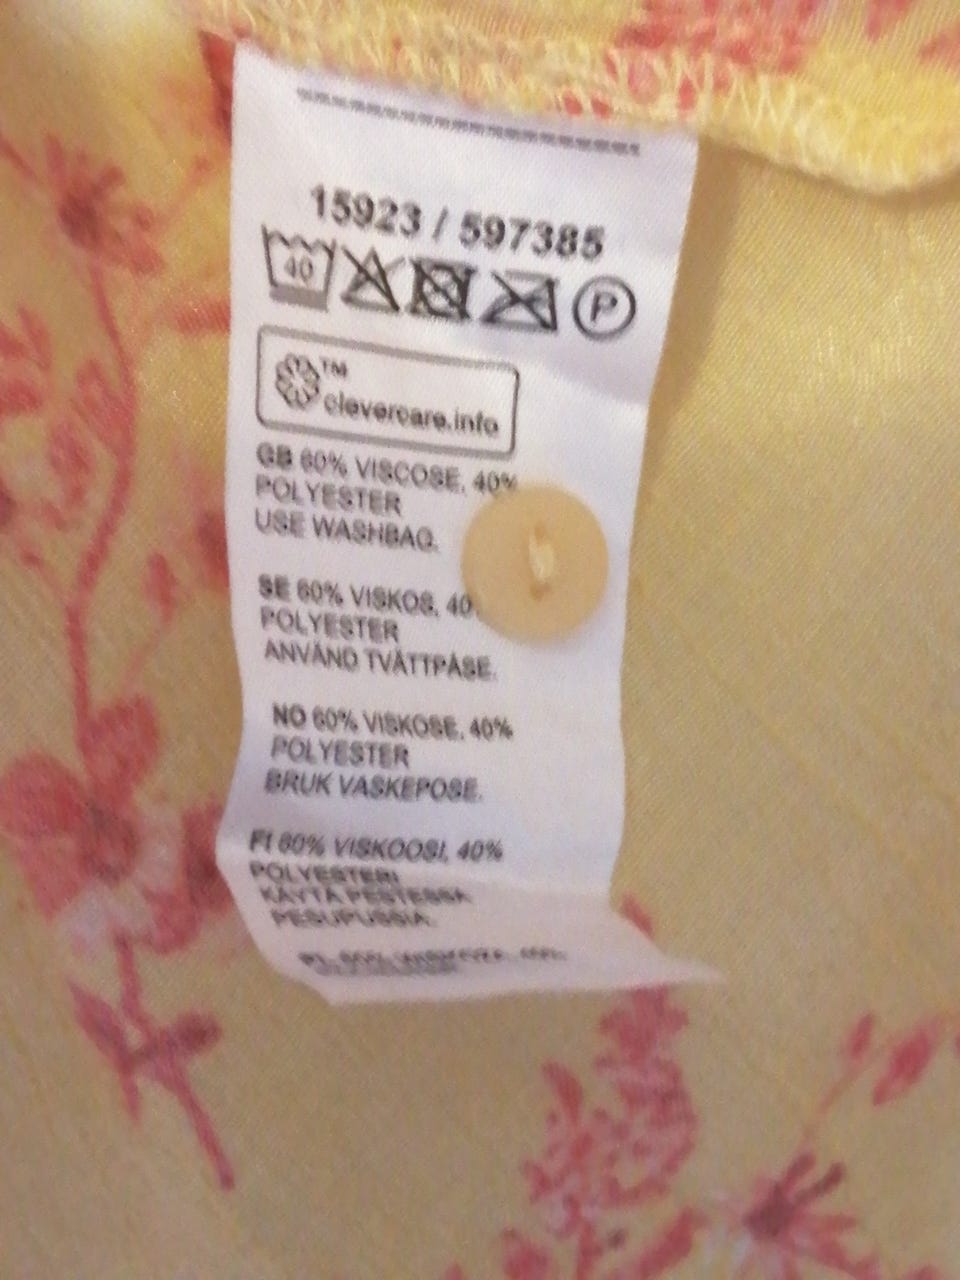 15923 / 597385
40
P
TM
clevercare.info
GB 60% VISCOSE, 40%
POLYESTER
USE WASHBAG.
SE 60% VISKOS, 40
POLYESTER
ANVÄND TVÄTTPÅSE.
NO 60% VISKOSE, 40%
POLYESTER
BRUK VASKEPOSE.
FI 60% VISKOOSI, 40%
POLYESTERI
KÄYTÄ PESTESSÄ
PESUPUSSIA.